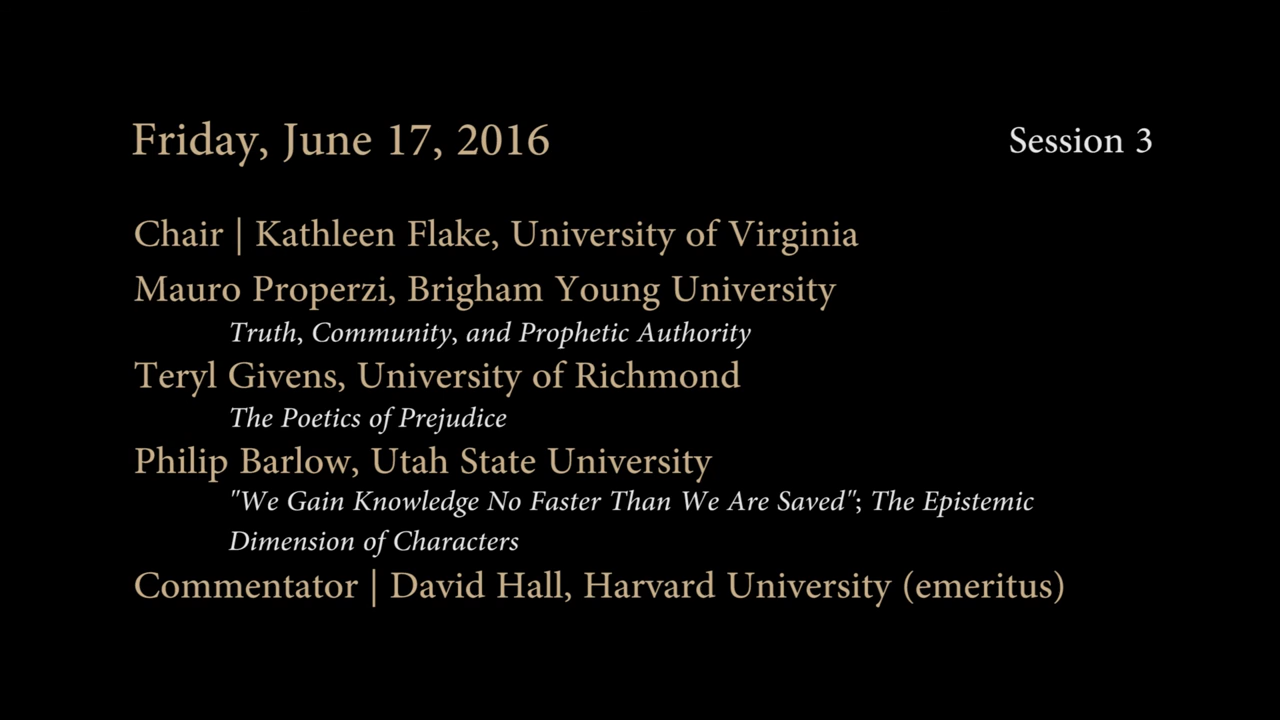 Friday, June 17, 2016
Session 3
Chair | Kathleen Flake, University of Virginia
Mauro Properzi, Brigham Young University
Truth, Community, and Prophetic Authority
Teryl Givens, University of Richmond
The Poetics of Prejudice
Philip Barlow, Utah State University
"We Gain Knowledge No Faster Than We Are Saved"; The Epistemic
Dimension of Characters
Commentator | David Hall, Harvard University (emeritus)